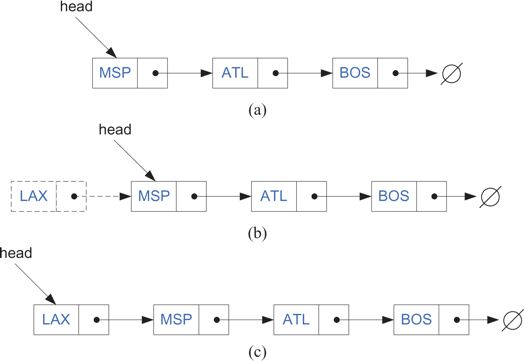 head
MSP ATL BOS ∅
(a)
head
LAX MSP ATL BOS ∅
(b)
head
LAX MSP ATL BOS ∅
(c)